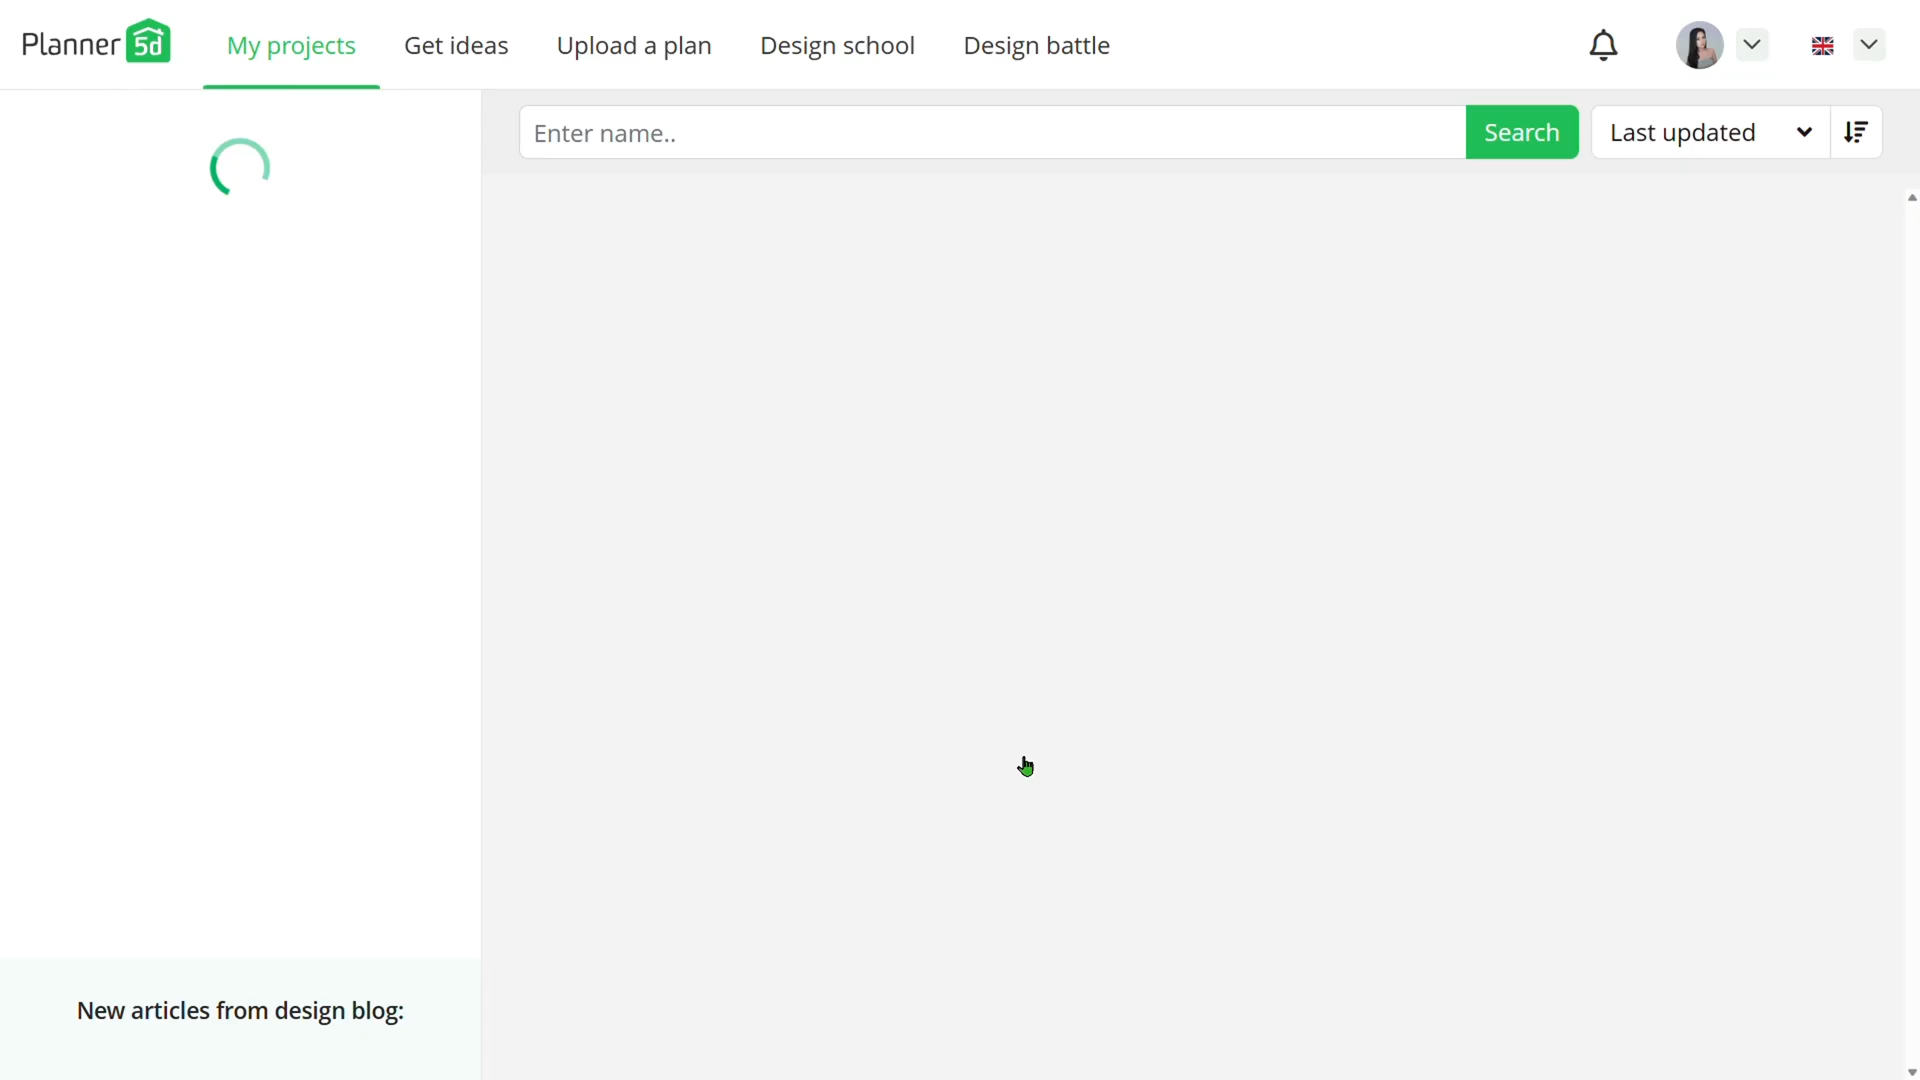 Planner 5d
My projects
Get ideas
Upload a plan
Design school
Design battle
Enter name..
Search
Last updated
New articles from design blog: